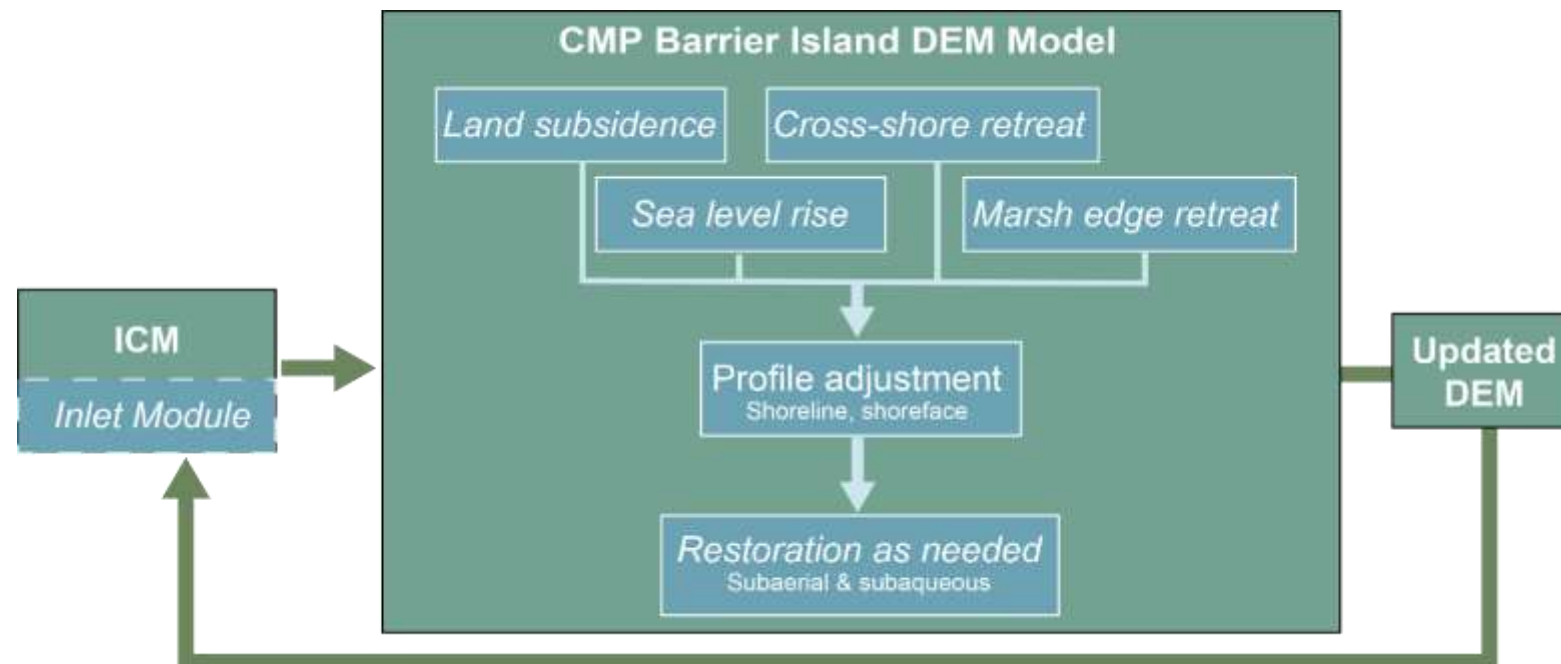 CMP Barrier Island DEM Model
Land subsidence
Cross-shore retreat
Sea level rise
Marsh edge retreat
ICM
Inlet Module
Profile adjustment
Shoreline, shoreface
Restoration as needed
Subaerial & subaqueous
Updated
DEM